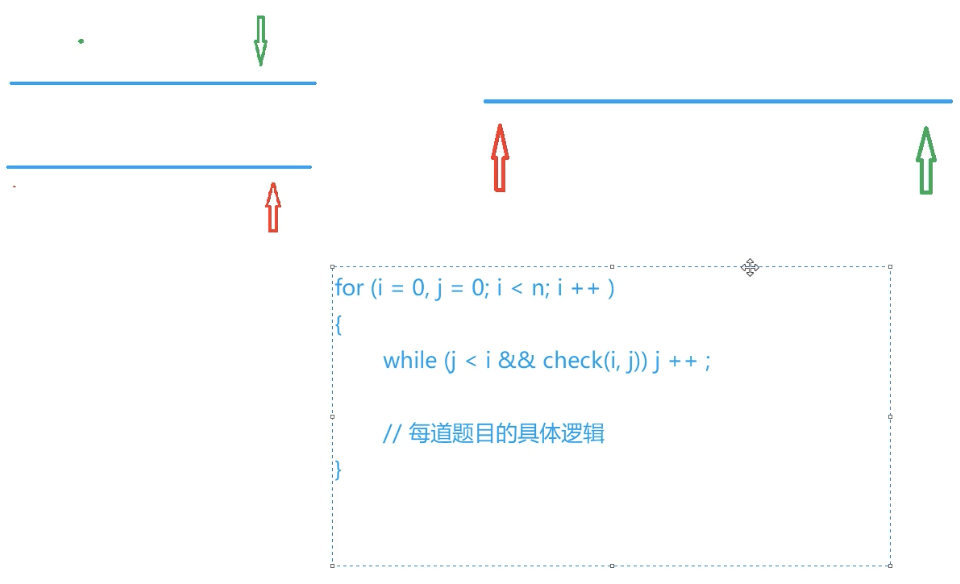 for (i = 0, j = 0; i < n; i ++ )
{
while (j < i && check(i, j)) j ++ ;
// 每道题目的具体逻辑
}